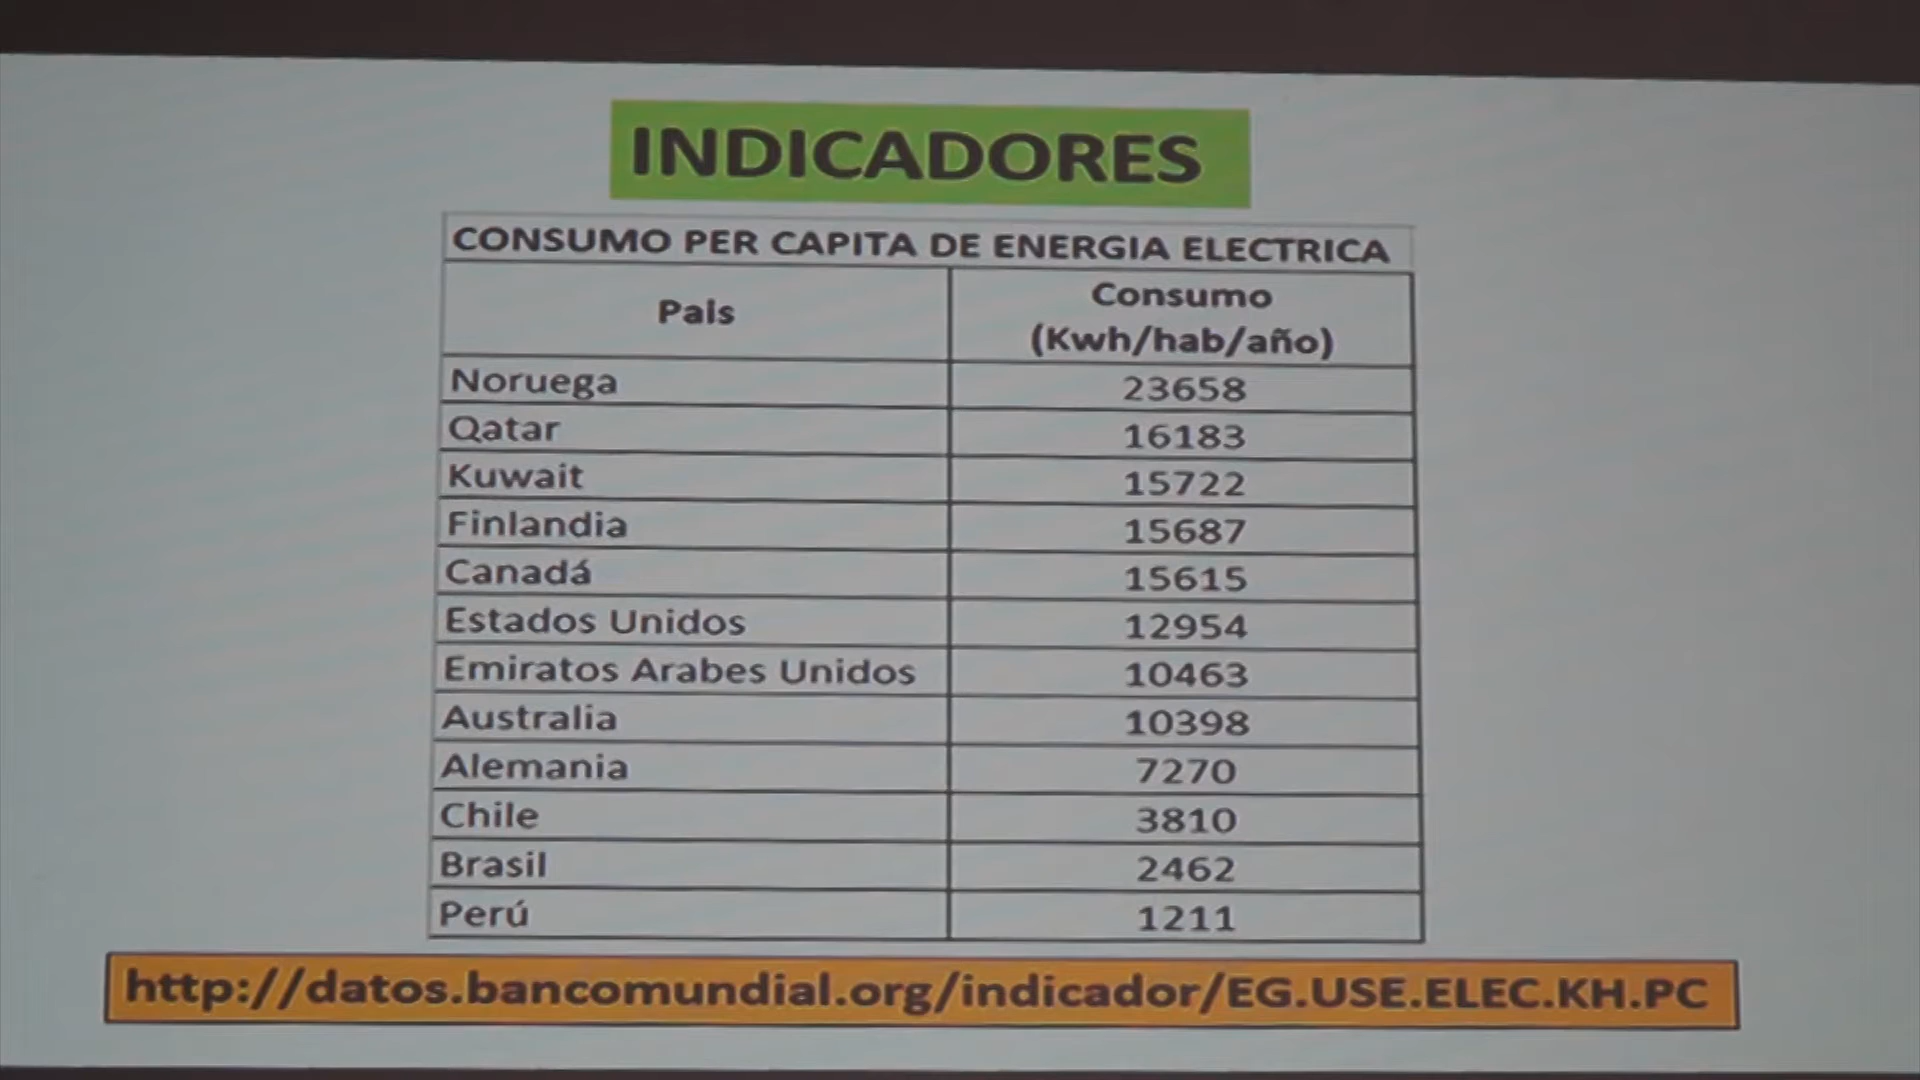 INDICADORES
CONSUMO PER CAPITA DE ENERGIA ELECTRICA
Pais Consumo (Kwh/hab/año)
Noruega 23658
Qatar 16183
Kuwait 15722
Finlandia 15687
Canadá 15615
Estados Unidos 12954
Emiratos Arabes Unidos 10463
Australia 10398
Alemania 7270
Chile 3810
Brasil 2462
Perú 1211
http://datos.bancomundial.org/indicador/EG.USE.ELEC.KH.PC